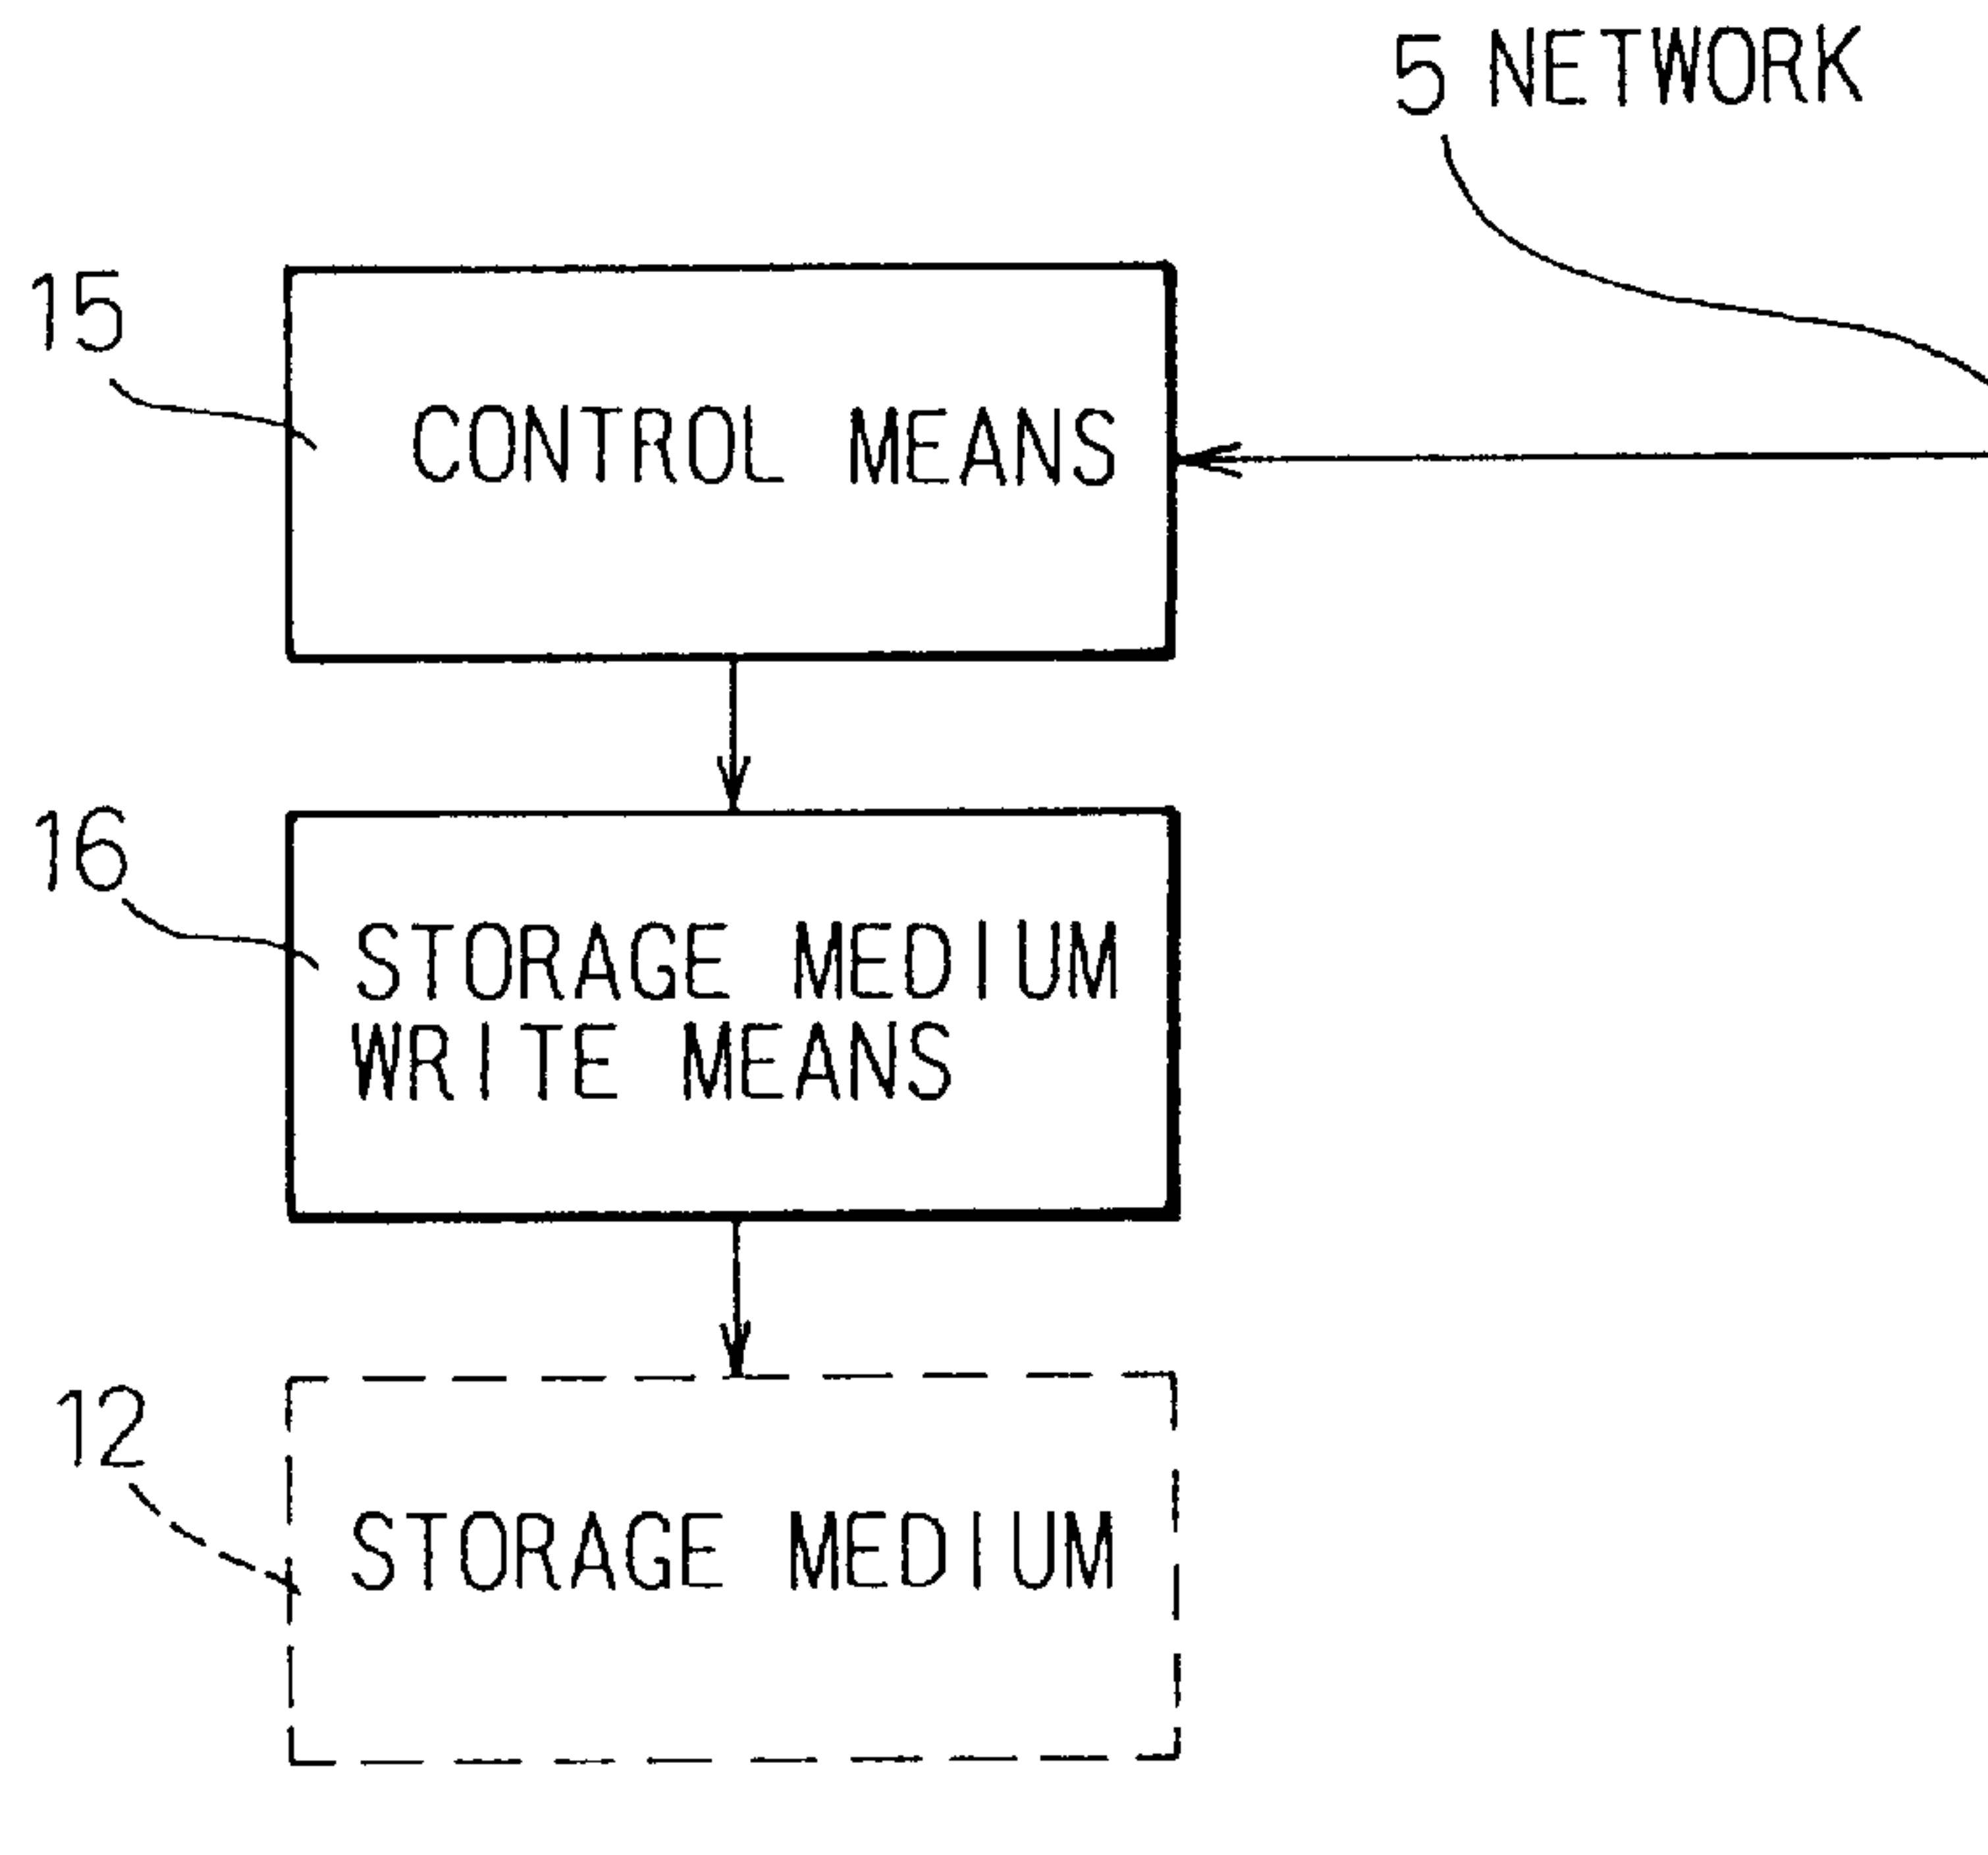 5 NETWORK
15
CONTROL MEANS
16
STORAGE MEDIUM
WRITE MEANS
12
STORAGE MEDIUM